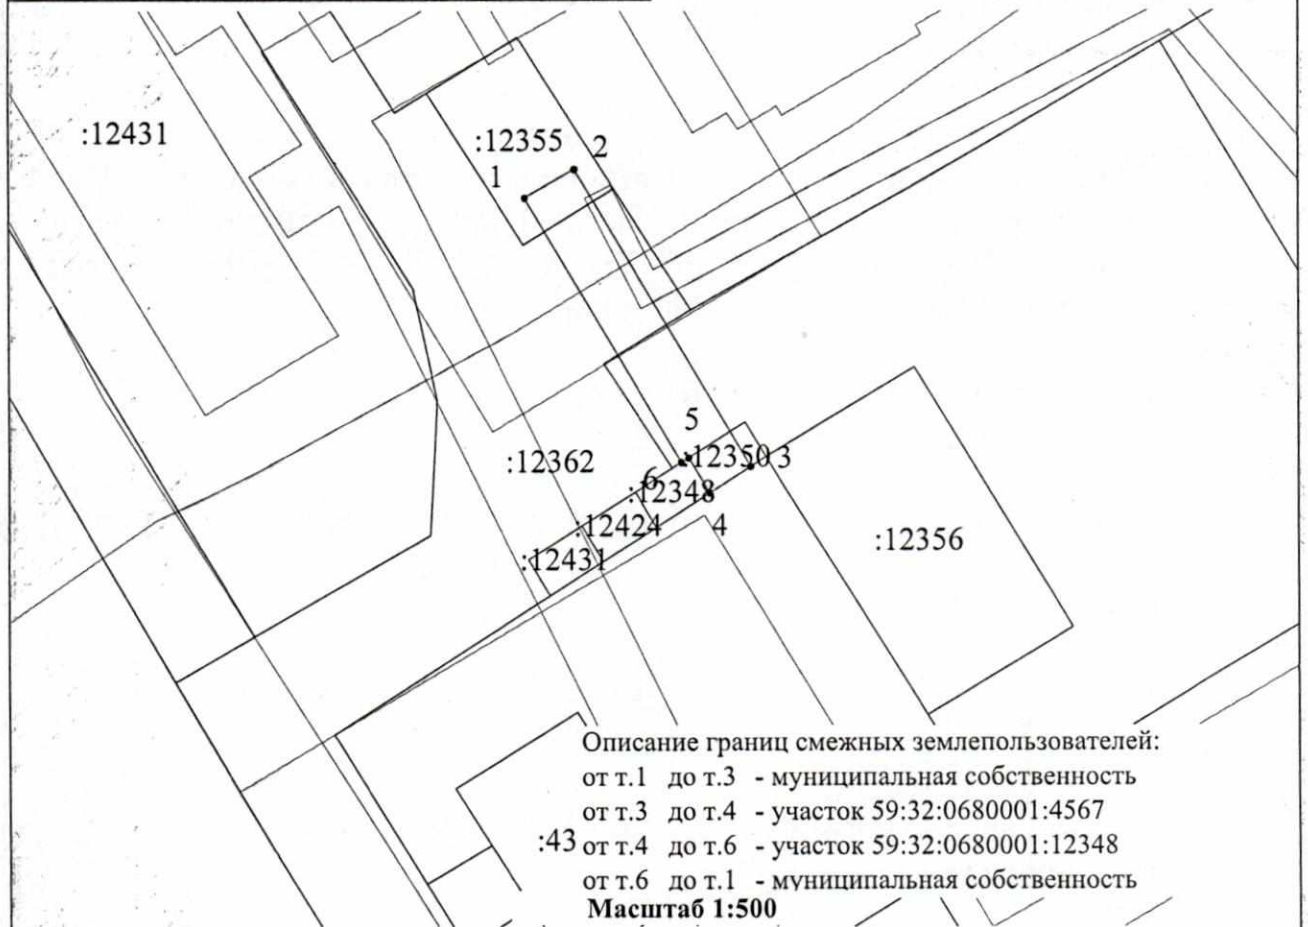 :12431
:12355
2
1
5
:12362
:12350
3
6
:12348
4
:12424
:12431
:12356
Описание границ смежных землепользователей:
от т.1 до т.3 - муниципальная собственность
от т.3 до т.4 - участок 59:32:0680001:4567
:43
от т.4 до т.6 - участок 59:32:0680001:12348
от т.6 до т.1 - муниципальная собственность
Масштаб 1:500